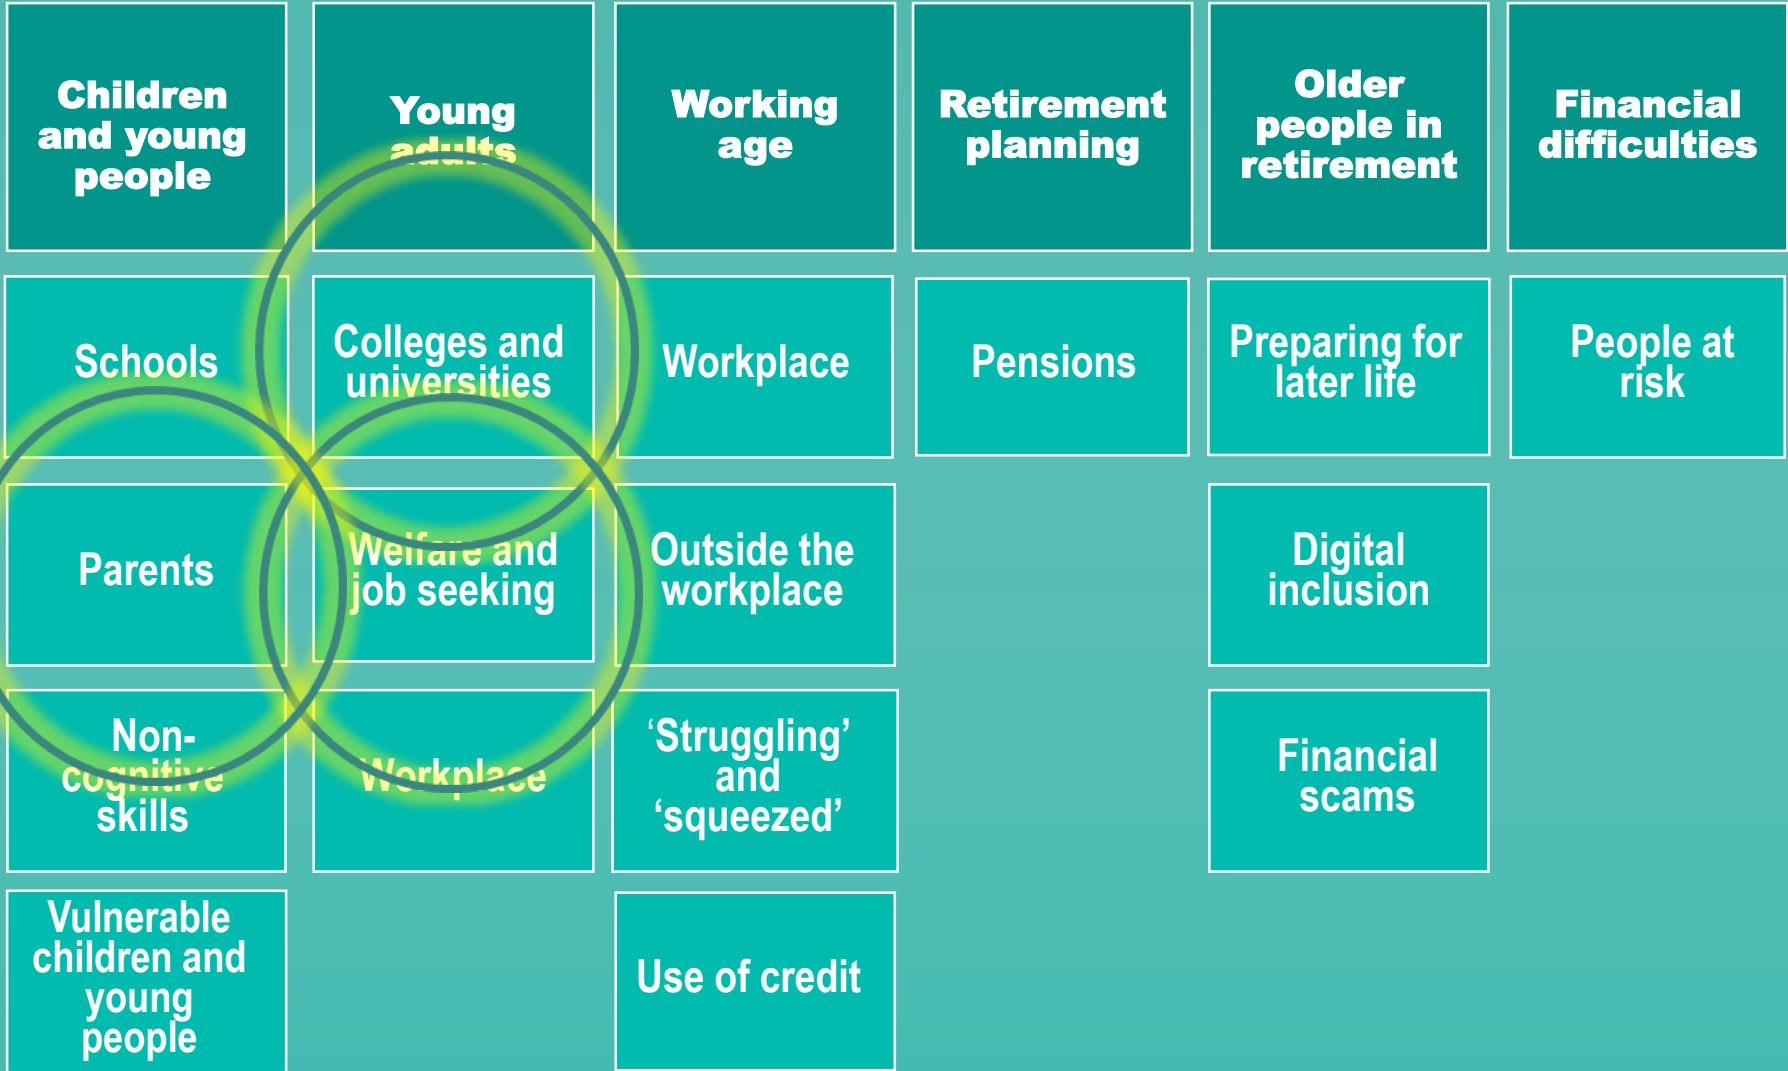 Children
and young
people
Young
adults
Working
age
Retirement
planning
Older
people in
retirement
Financial
difficulties
Schools
Colleges and
universities
Workplace
Pensions
Preparing for
later life
People at
risk
Parents
Welfare and
job seeking
Outside the
workplace
Digital
inclusion
Non-
cognitive
skills
Workplace
‘Struggling’
and
‘squeezed’
Financial
scams
Vulnerable
children and
young
people
Use of credit